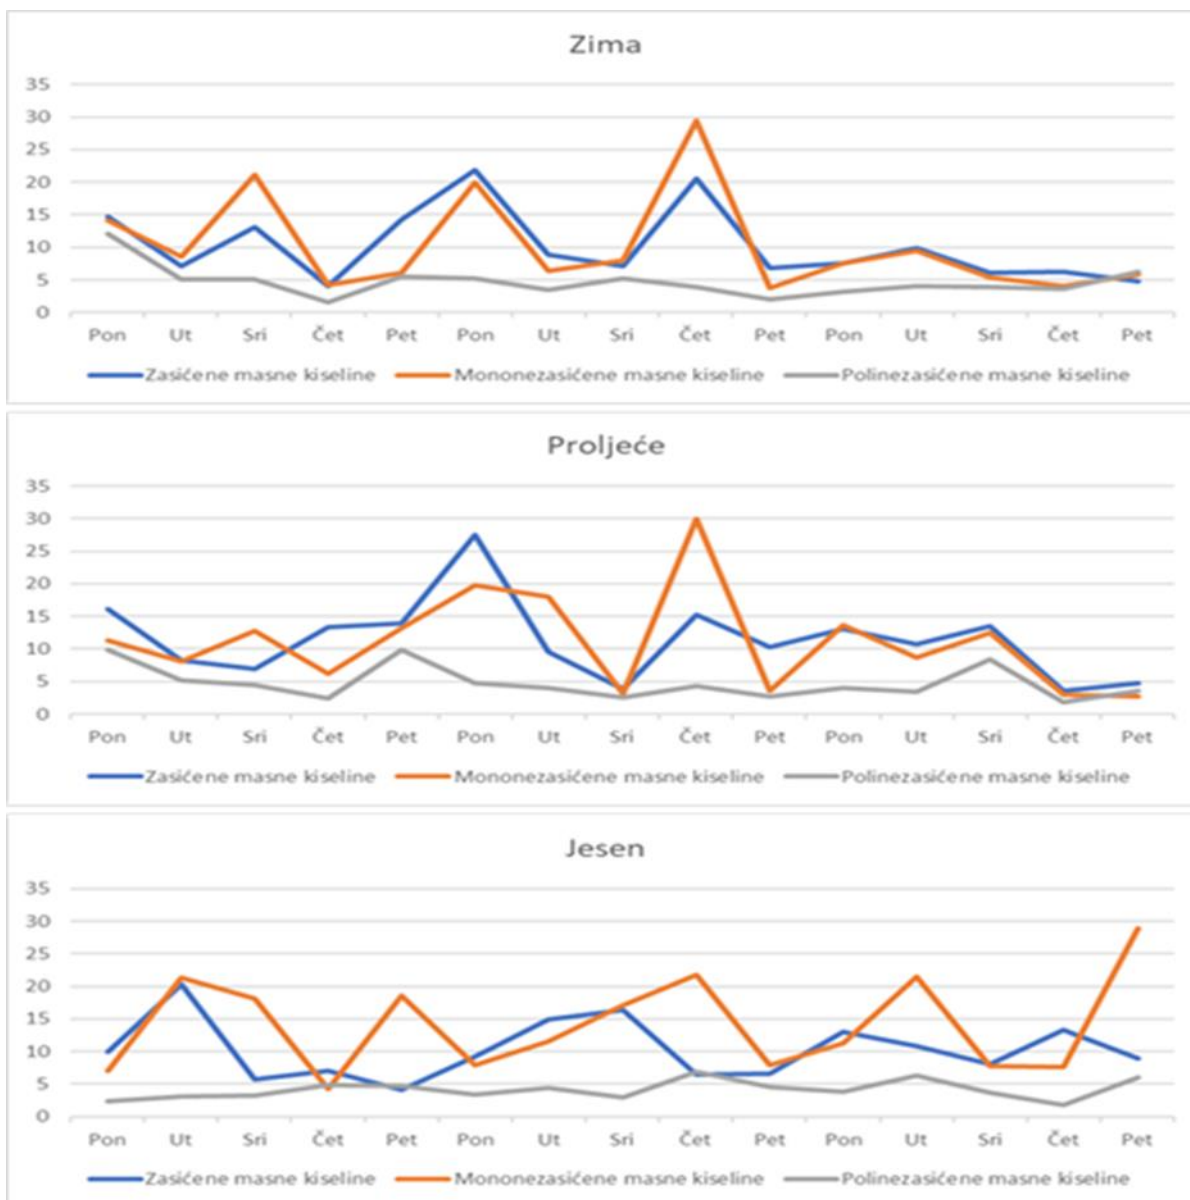 Zima
35
30
25
20
15
10
5
0
Pon Ut Sri Čet Pet Pon Ut Sri Čet Pet Pon Ut Sri Čet Pet
Zasićene masne kiseline Mononezasićene masne kiseline Polinezasićene masne kiseline
Proljeće
35
30
25
20
15
10
5
0
Pon Ut Sri Čet Pet Pon Ut Sri Čet Pet Pon Ut Sri Čet Pet
Zasićene masne kiseline Mononezasićene masne kiseline Polinezasićene masne kiseline
Jesen
35
30
25
20
15
10
5
0
Pon Ut Sri Čet Pet Pon Ut Sri Čet Pet Pon Ut Sri Čet Pet
Zasićene masne kiseline Mononezasićene masne kiseline Polinezasićene masne kiseline